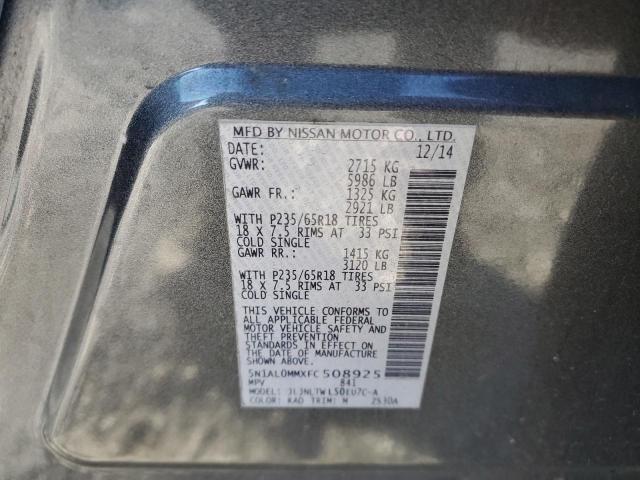 MFD BY NISSAN MOTOR CO., LTD.
DATE: 12/14
GVWR: 2715 KG
5986 LB
GAWR FR.: 1325 KG
2921 LB
WITH P235/65R18 TIRES
18 X 7.5 RIMS AT 33 PSI
COLD SINGLE
GAWR RR.: 1415 KG
3120 LB
WITH P235/65R18 TIRES
18 X 7.5 RIMS AT 33 PSI
COLD SINGLE
THIS VEHICLE CONFORMS TO
ALL APPLICABLE FEDERAL
MOTOR VEHICLE SAFETY AND
THEFT PREVENTION
STANDARDS IN EFFECT ON
THE DATE OF MANUFACTURE
SHOWN ABOVE.
5N1AL0MMXFC508925
MPV 841
MODEL:
COLOR: KAD TRIM: M 2530A